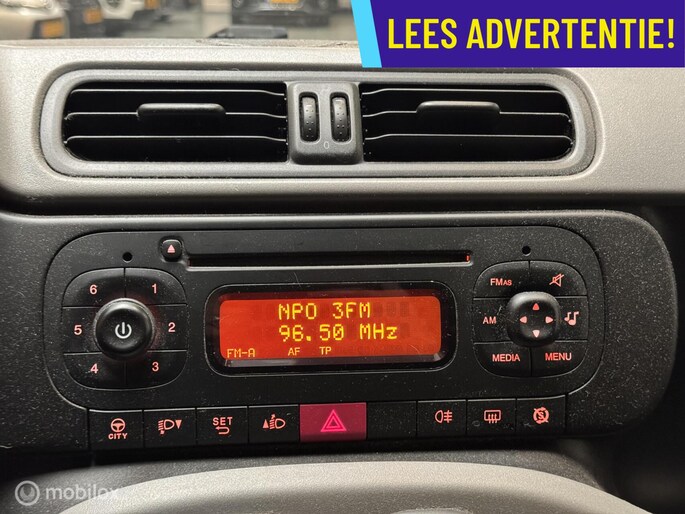 LEES ADVERTENTIE!
0
6
1
5
2
4
3
NPO 3FM
96.50 MHz
FM-A AF TP
FMAS
AM
MEDIA
MENU
CITY
SET
mobilox